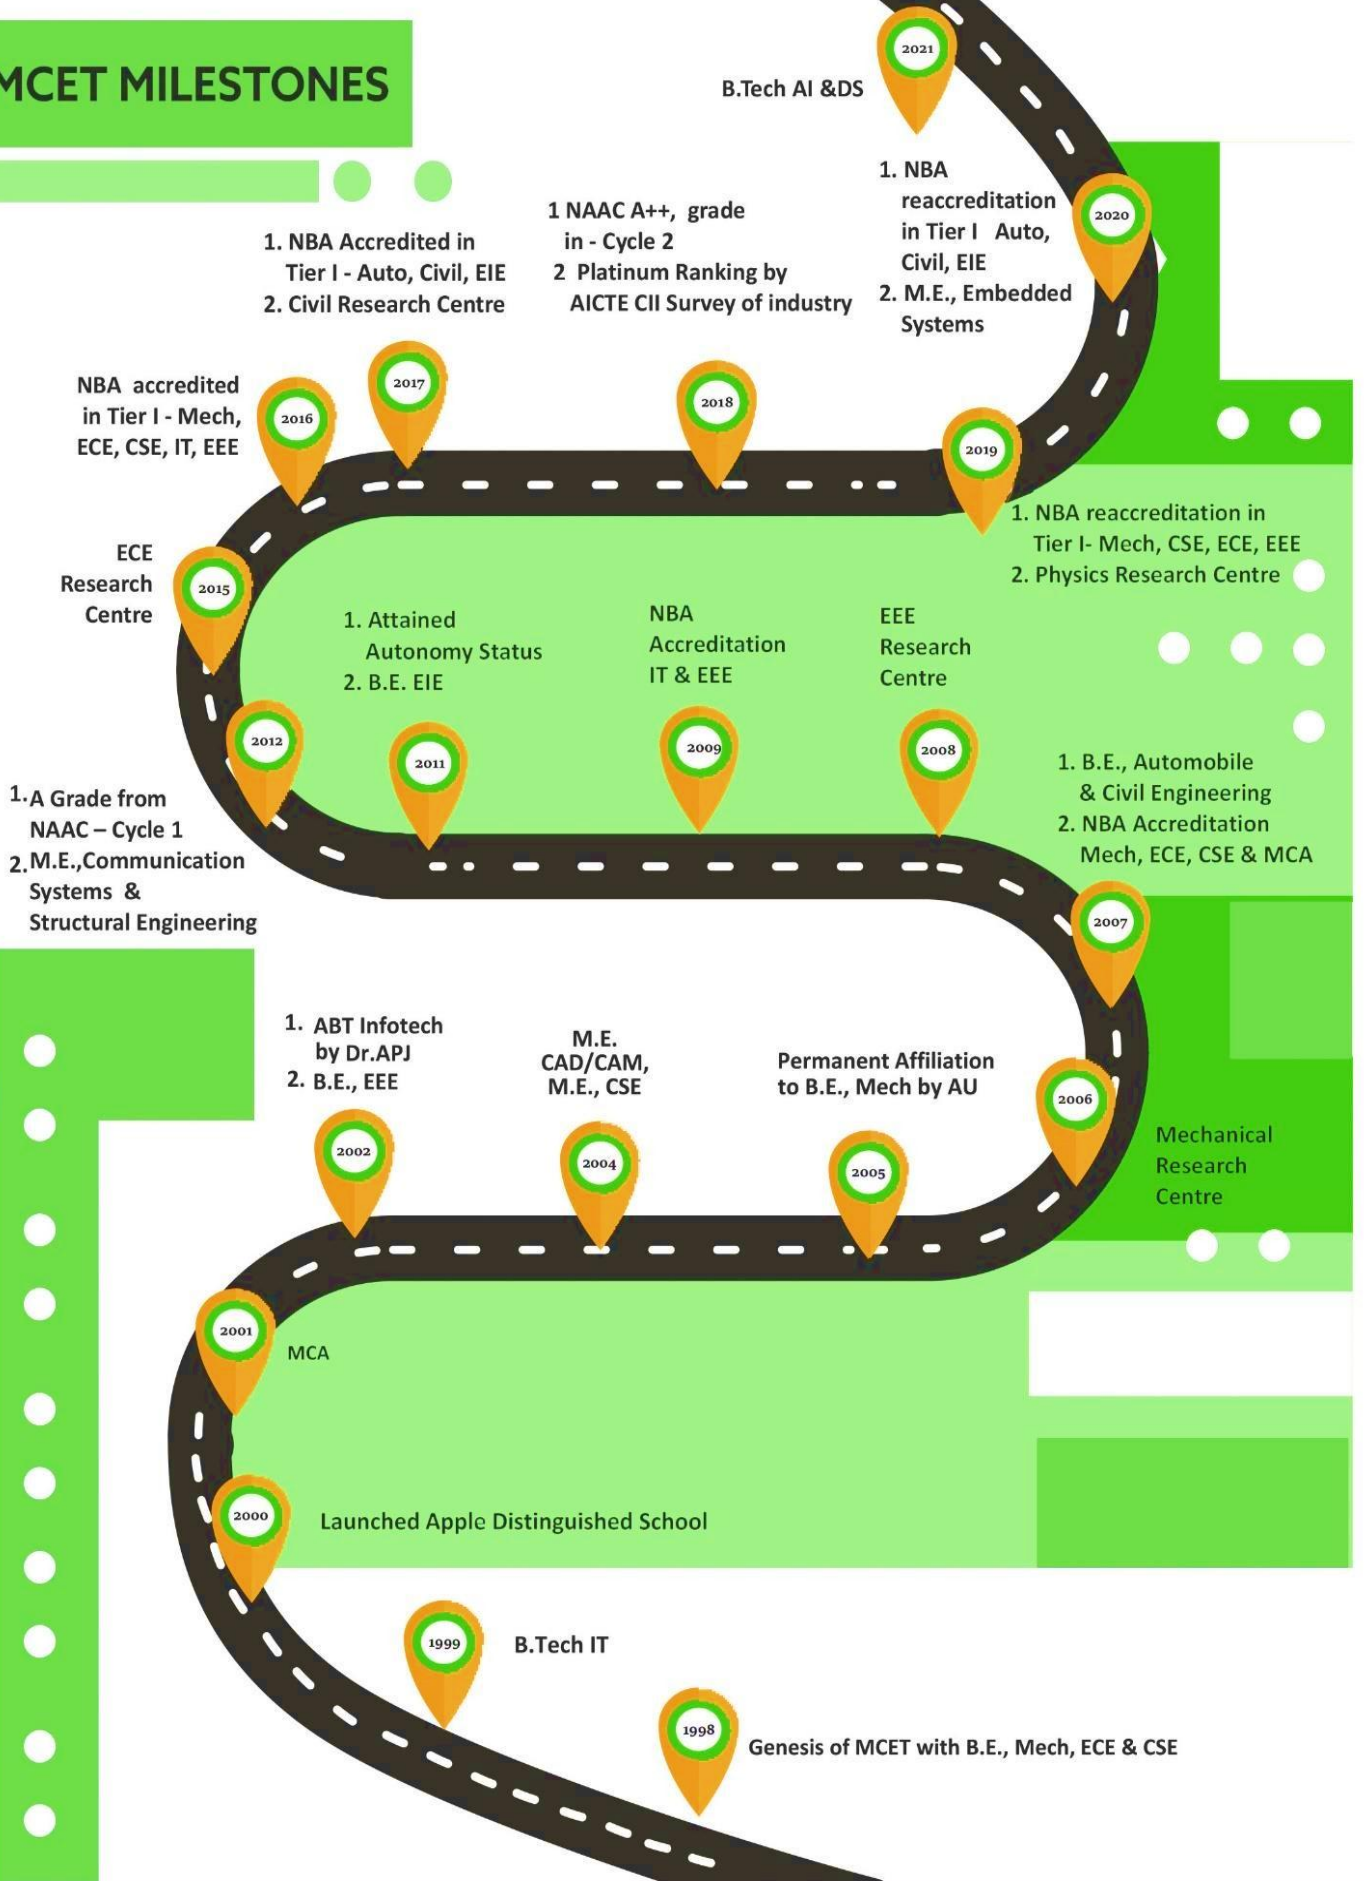 MCET MILESTONES
2021
B.Tech AI &DS
2020
1. NBA
reaccreditation
in Tier I Auto,
Civil, EIE
2. M.E., Embedded
Systems
1 NAAC A++, grade
in - Cycle 2
2 Platinum Ranking by
AICTE CII Survey of industry
1. NBA Accredited in
Tier I - Auto, Civil, EIE
2. Civil Research Centre
NBA accredited
in Tier I - Mech,
ECE, CSE, IT, EEE
2016
2017
2018
2019
1. NBA reaccreditation in
Tier I- Mech, CSE, ECE, EEE
2. Physics Research Centre
ECE
Research
Centre
2015
1. Attained
Autonomy Status
2. B.E. EIE
NBA
Accreditation
IT & EEE
EEE
Research
Centre
2012
2011
2009
2008
1. B.E., Automobile
& Civil Engineering
2. NBA Accreditation
Mech, ECE, CSE & MCA
1. A Grade from
NAAC – Cycle 1
2. M.E.,Communication
Systems &
Structural Engineering
2007
1. ABT Infotech
by Dr.APJ
2. B.E., EEE
M.E.
CAD/CAM,
M.E., CSE
Permanent Affiliation
to B.E., Mech by AU
2006
Mechanical
Research
Centre
2002
2004
2005
2001
MCA
2000
Launched Apple Distinguished School
1999
B.Tech IT
1998
Genesis of MCET with B.E., Mech, ECE & CSE